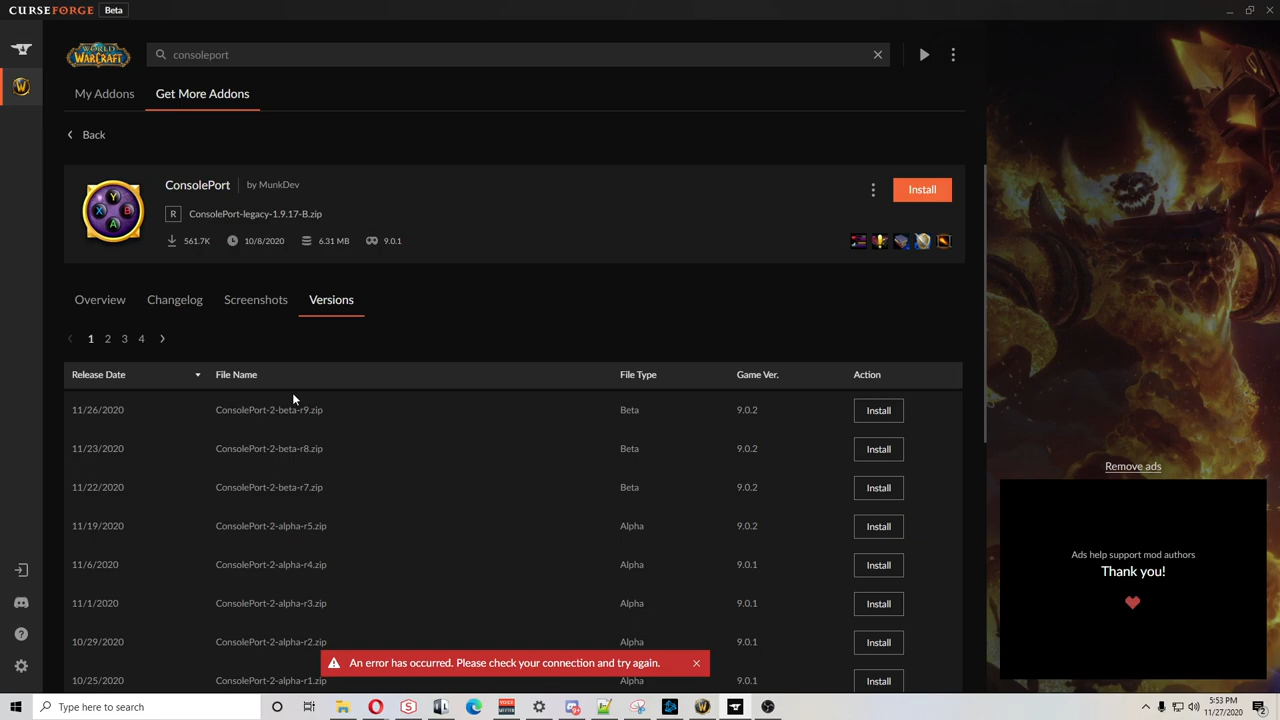 CURSEFORGE Beta
WORLD WARCRAFT consoleport
My Addons Get More Addons
Back
ConsolePort by MunkDev
Install
R ConsolePort-legacy-1.9.17-B.zip
561.7K 10/8/2020 6.31 MB 9.0.1
Y
X B
A
Overview Changelog Screenshots Versions
1 2 3 4
Release Date File Name File Type Game Ver. Action
11/26/2020 ConsolePort-2-beta-r9.zip Beta 9.0.2 Install
11/23/2020 ConsolePort-2-beta-r8.zip Beta 9.0.2 Install
11/22/2020 ConsolePort-2-beta-r7.zip Beta 9.0.2 Install
11/19/2020 ConsolePort-2-alpha-r5.zip Alpha 9.0.2 Install
11/6/2020 ConsolePort-2-alpha-r4.zip Alpha 9.0.1 Install
11/1/2020 ConsolePort-2-alpha-r3.zip Alpha 9.0.1 Install
10/29/2020 ConsolePort-2-alpha-r2.zip Alpha 9.0.1 Install
10/25/2020 ConsolePort-2-alpha-r1.zip Alpha 9.0.1 Install
An error has occurred. Please check your connection and try again.
Remove ads
Ads help support mod authors
Thank you!
Type here to search
5:53 PM
11/27/2020
2